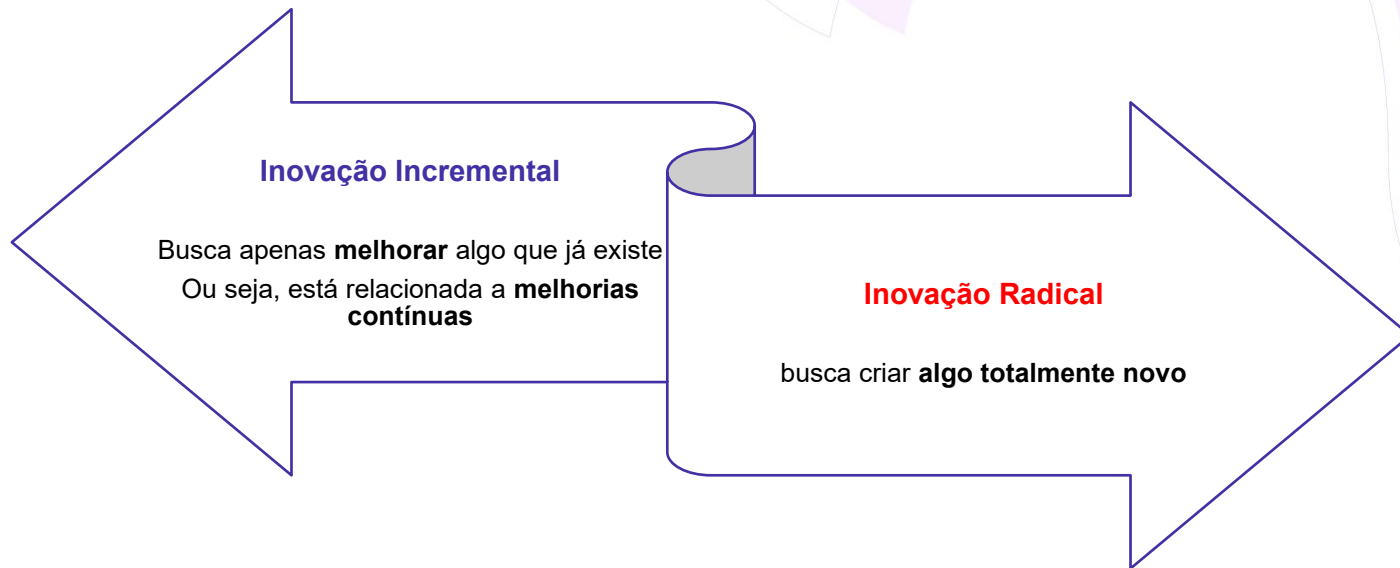 Inovação Incremental
Busca apenas melhorar algo que já existe
Ou seja, está relacionada a melhorias
contínuas
Inovação Radical
busca criar algo totalmente novo